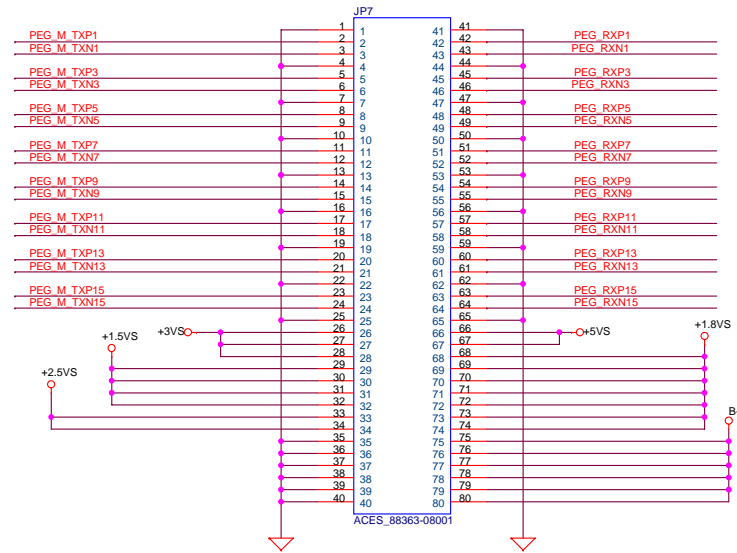 JP7
1 1 41 41
PEG_M_TXP1 2 2 42 42 PEG_RXP1
PEG_M_TXN1 3 3 43 43 PEG_RXN1
4 4 44 44
PEG_M_TXP3 5 5 45 45 PEG_RXP3
PEG_M_TXN3 6 6 46 46 PEG_RXN3
7 7 47 47
PEG_M_TXP5 8 8 48 48 PEG_RXP5
PEG_M_TXN5 9 9 49 49 PEG_RXN5
10 10 50 50
PEG_M_TXP7 11 11 51 51 PEG_RXP7
PEG_M_TXN7 12 12 52 52 PEG_RXN7
13 13 53 53
PEG_M_TXP9 14 14 54 54 PEG_RXP9
PEG_M_TXN9 15 15 55 55 PEG_RXN9
16 16 56 56
PEG_M_TXP11 17 17 57 57 PEG_RXP11
PEG_M_TXN11 18 18 58 58 PEG_RXN11
19 19 59 59
PEG_M_TXP13 20 20 60 60 PEG_RXP13
PEG_M_TXN13 21 21 61 61 PEG_RXN13
22 22 62 62
PEG_M_TXP15 23 23 63 63 PEG_RXP15
PEG_M_TXN15 24 24 64 64 PEG_RXN15
25 25 65 65
+3VS 26 26 66 66 +5VS +1.8VS
+1.5VS 27 27 67 67
28 28 68 68
29 29 69 69
+2.5VS 30 30 70 70
31 31 71 71
32 32 72 72
33 33 73 73
34 34 74 74
35 35 75 75
36 36 76 76
37 37 77 77
38 38 78 78
39 39 79 79
40 40 80 80
ACES_88363-08001